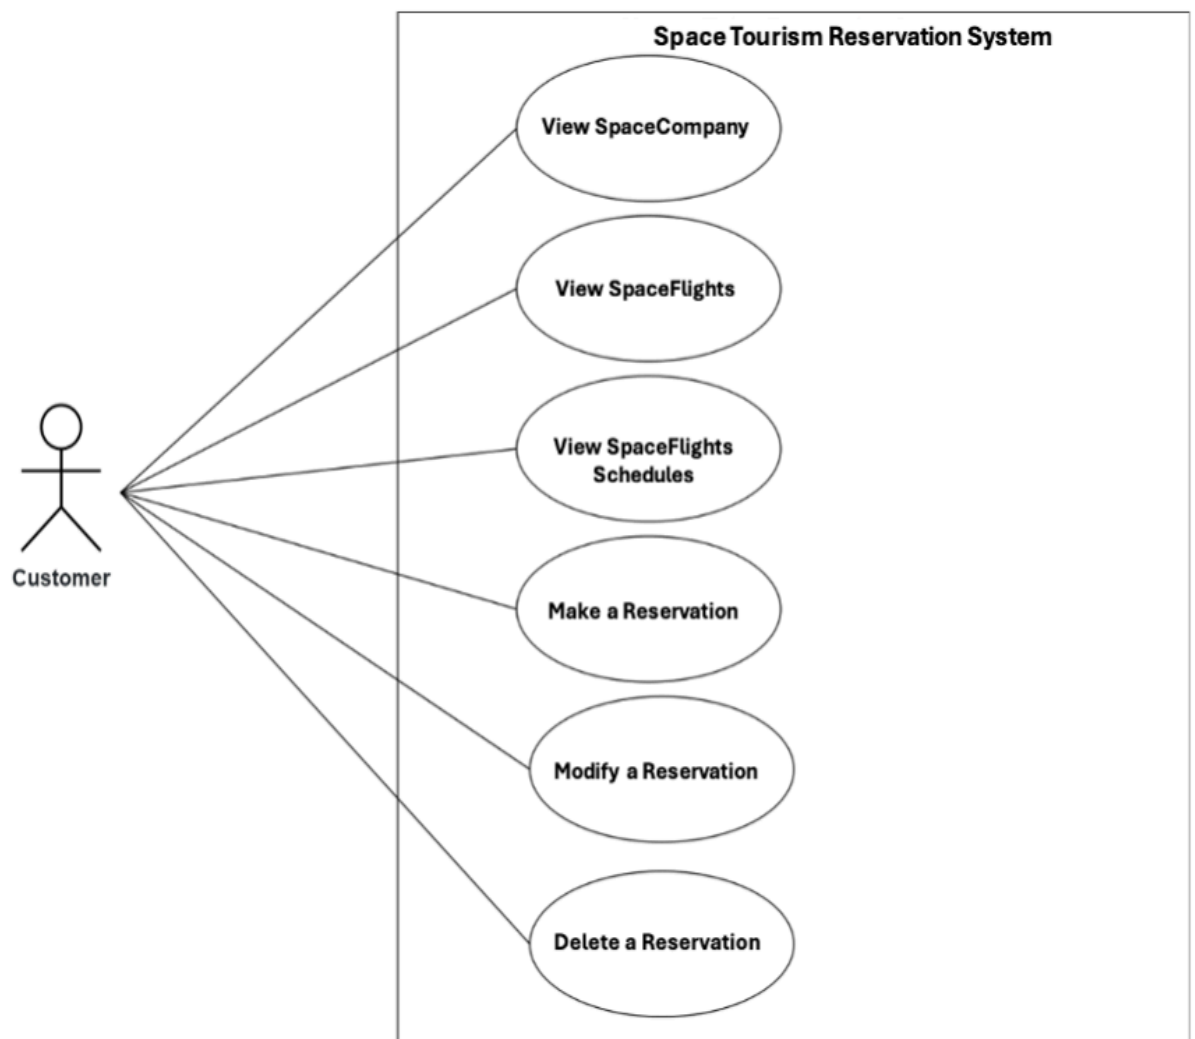 Space Tourism Reservation System
View SpaceCompany
View SpaceFlights
View SpaceFlights
Schedules
Customer
Make a Reservation
Modify a Reservation
Delete a Reservation